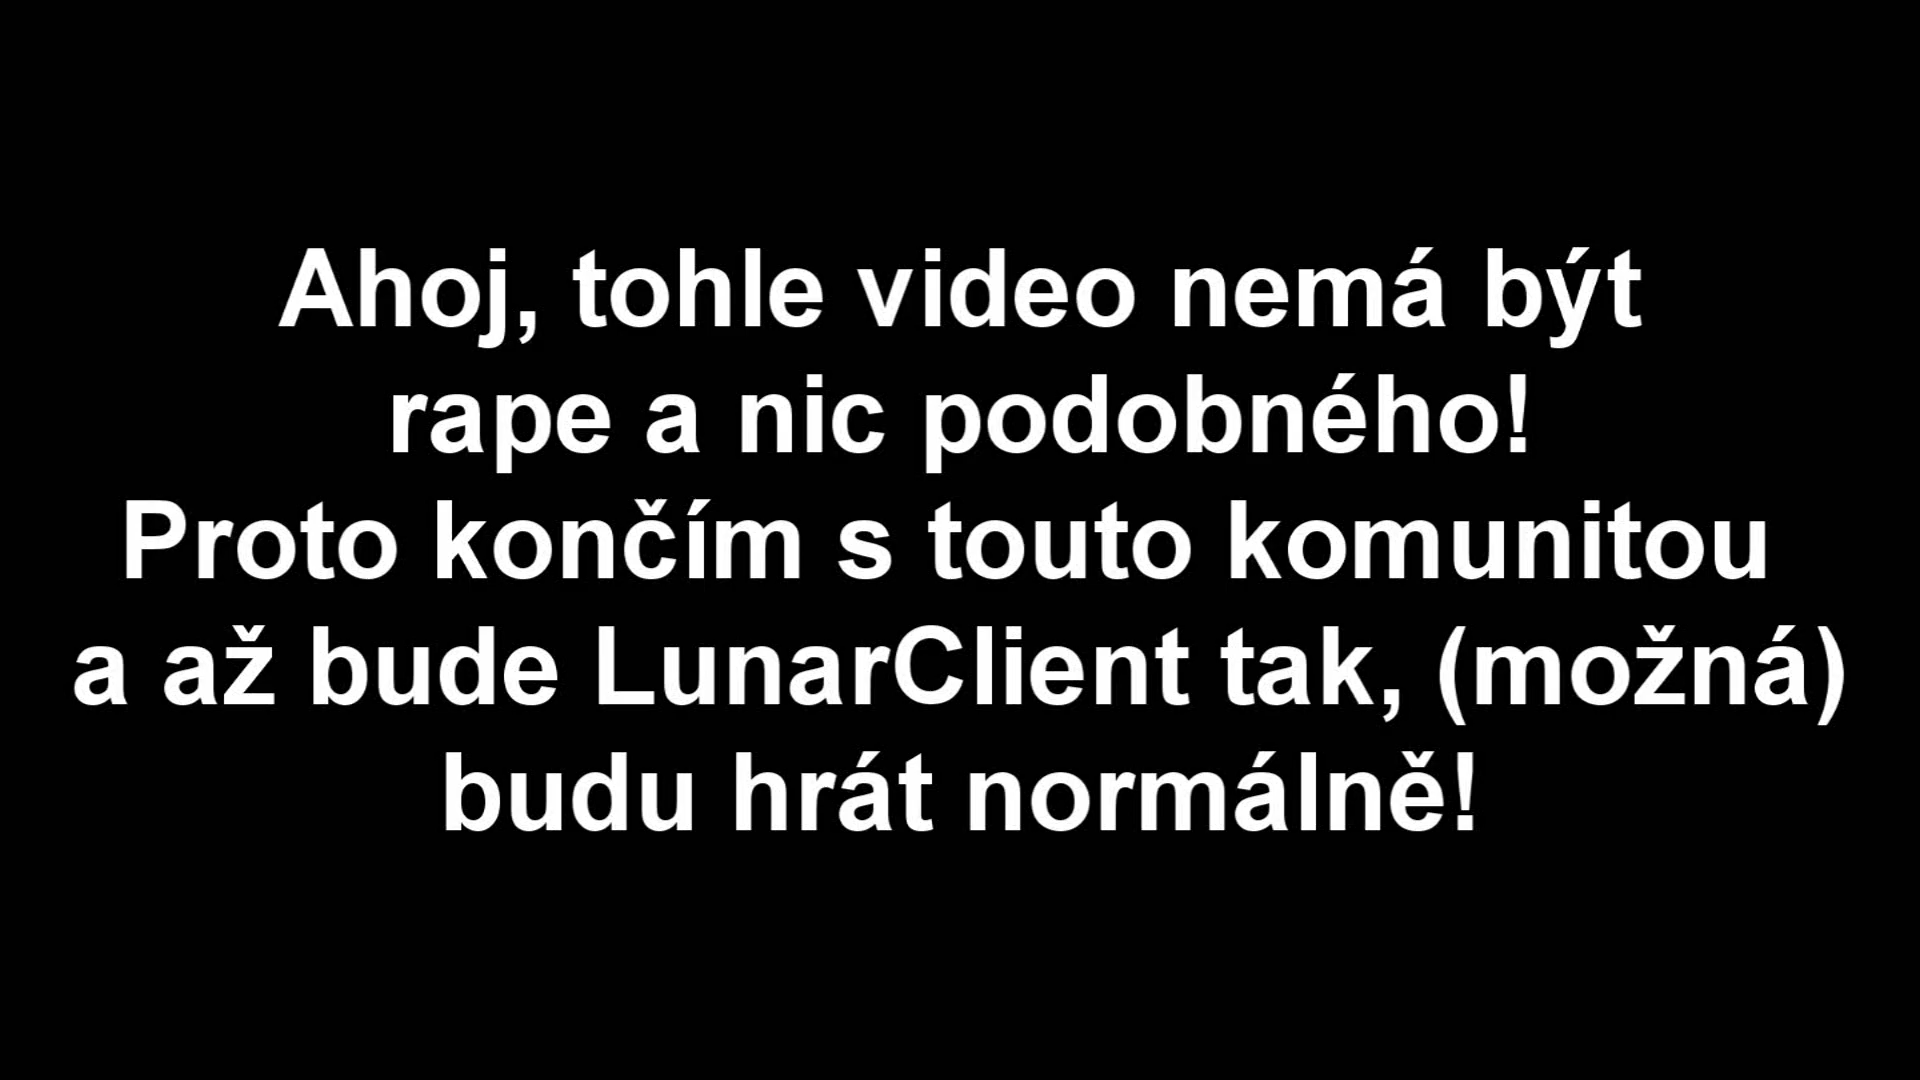 Ahoj, tohle video nemá být
rape a nic podobného!
Proto končím s touto komunitou
a až bude LunarClient tak, (možná)
budu hrát normálně!